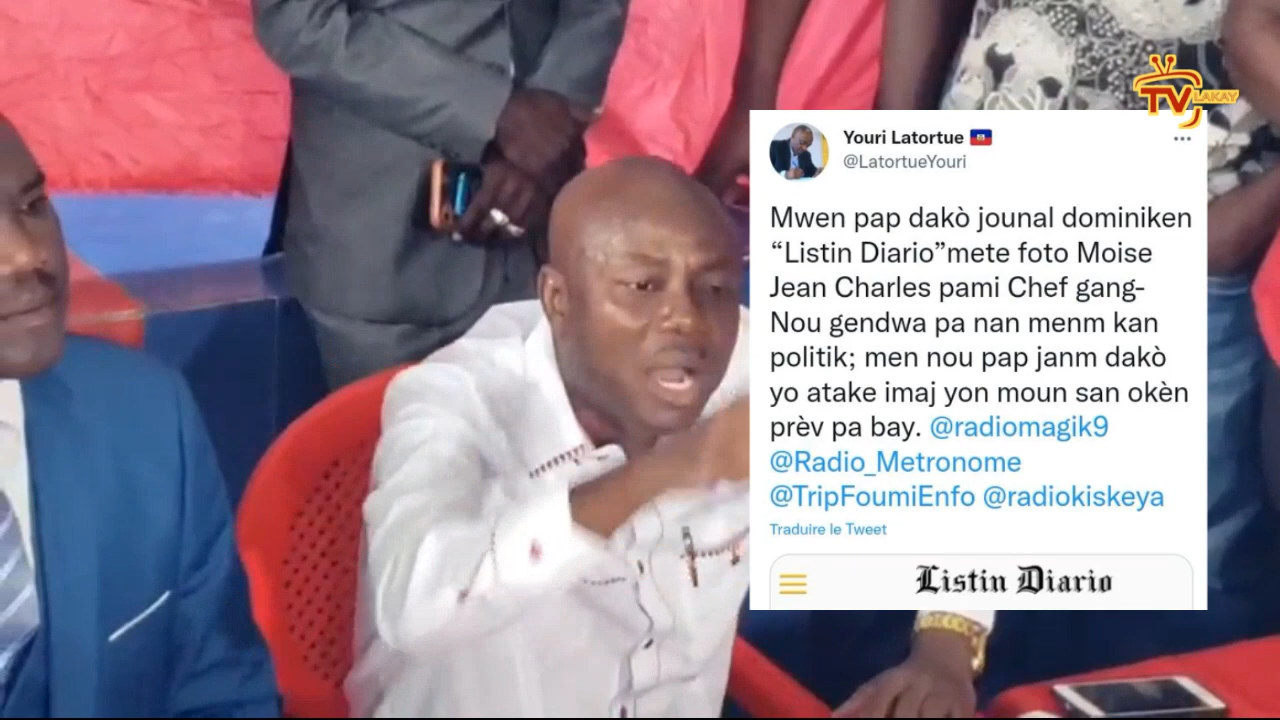 TV LAKAY
Youri Latortue 🇭🇹
@LatortueYouri
Mwen pap dakò jounal dominiken
“Listin Diario”mete foto Moise
Jean Charles pami Chef gang-
Nou gendwa pa nan menm kan
politik; men nou pap janm dakò
yo atake imaj yon moun san okèn
prèv pa bay. @radiomagik9
@Radio_Metronome
@TripFoumiEnfo @radiokiskeya
Traduire le Tweet
Listin Diario